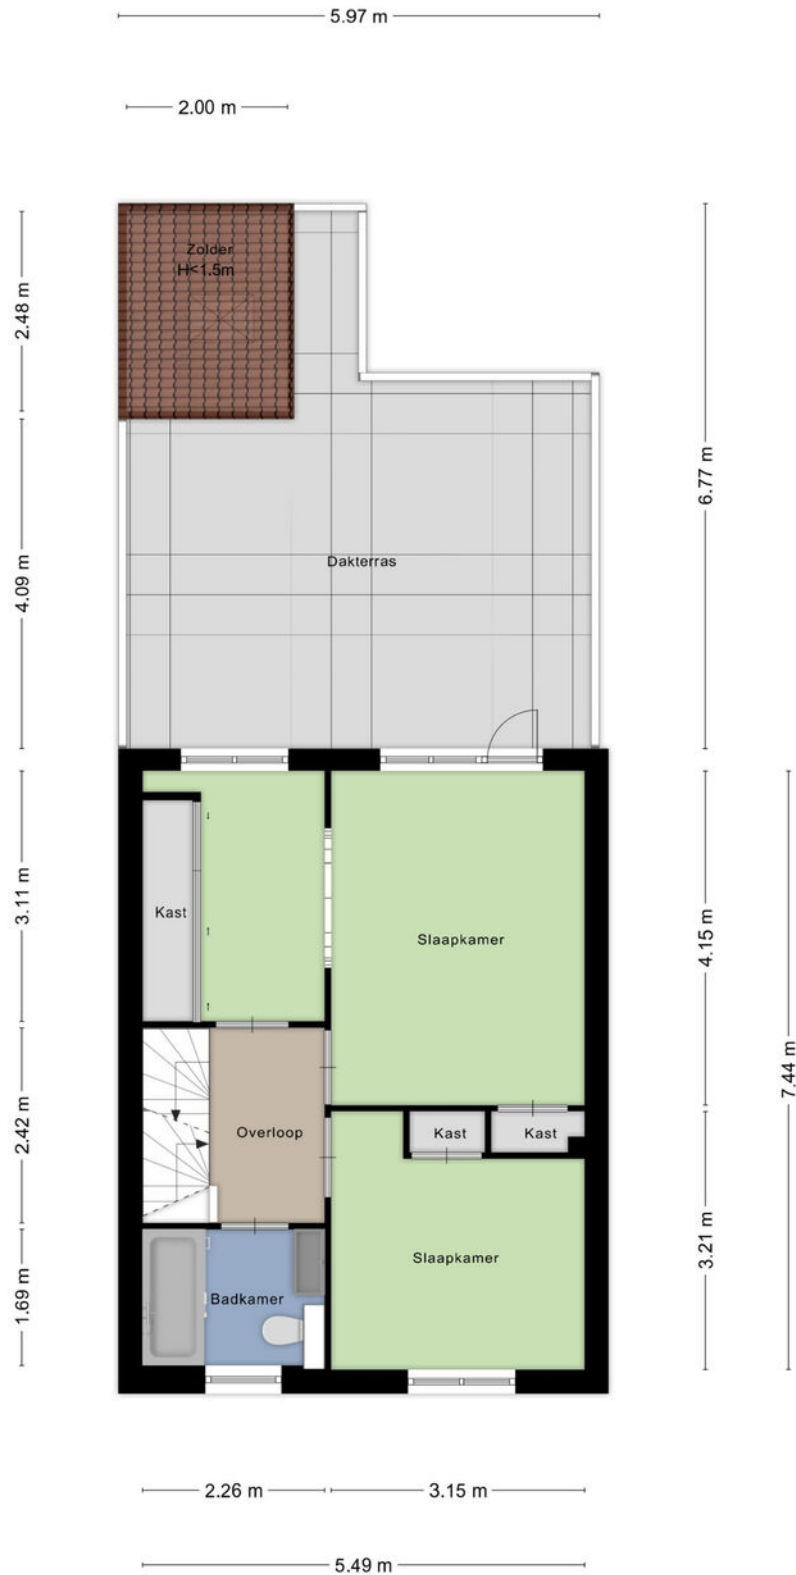 5.97 m
2.00 m
Zolder
H<1.5m
2.48 m
6.77 m
4.09 m
Dakterras
3.11 m
Kast
Slaapkamer
4.15 m
7.44 m
2.42 m
Overloop
Kast
Kast
3.21 m
Slaapkamer
1.69 m
Badkamer
2.26 m
3.15 m
5.49 m